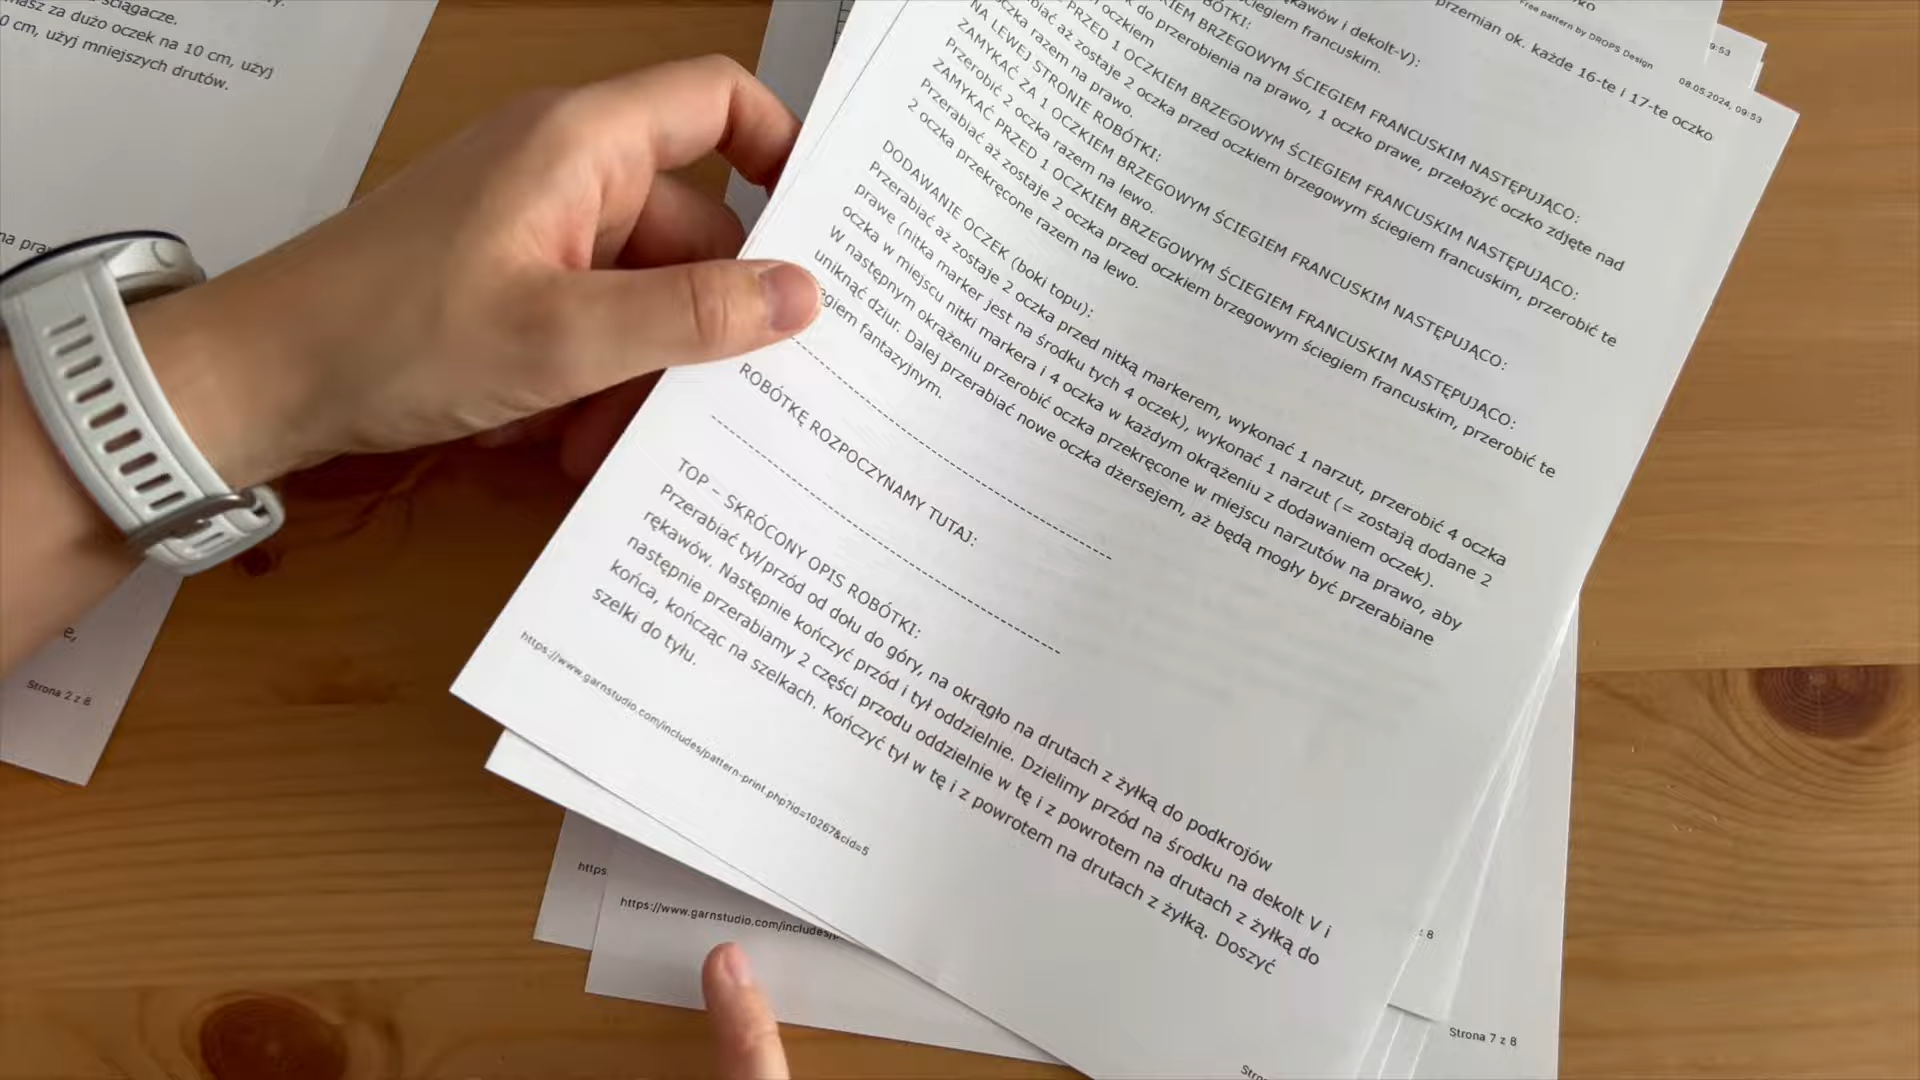 ściągacze.
masz za dużo oczek na 10 cm, użyj
0 cm, użyj mniejszych drutów.
na
e,
Strona 2 z 8
Free pattern by DROPS Design
9:53
08.05.2024, 09:53
przemian ok. każde 16-te i 17-te oczko
rękawów i dekolt-V):
ściegiem francuskim.
RÓBÓTKI:
OCZKIEM BRZEGOWYM ŚCIEGIEM FRANCUSKIM NASTĘPUJĄCO:
do przerobienia na prawo, 1 oczko prawe, przełożyć oczko zdjęte nad
oczkiem
PRZED 1 OCZKIEM BRZEGOWYM ŚCIEGIEM FRANCUSKIM NASTĘPUJĄCO:
aż zostaje 2 oczka przed oczkiem brzegowym ściegiem francuskim, przerobić te
oczka razem na prawo.
NA LEWEJ STRONIE ROBÓTKI:
ZAMYKAĆ ZA 1 OCZKIEM BRZEGOWYM ŚCIEGIEM FRANCUSKIM NASTĘPUJĄCO:
Przerobić 2 oczka razem na lewo.
ZAMYKAĆ PRZED 1 OCZKIEM BRZEGOWYM ŚCIEGIEM FRANCUSKIM NASTĘPUJĄCO:
Przerabiać aż zostaje 2 oczka przed oczkiem brzegowym ściegiem francuskim, przerobić te
2 oczka przekręcone razem na lewo.
DODAWANIE OCZEK (boki topu):
Przerabiać aż zostaje 2 oczka przed nitką markerem, wykonać 1 narzut, przerobić 4 oczka
prawe (nitka marker jest na środku tych 4 oczek), wykonać 1 narzut (= zostają dodane 2
oczka w miejscu nitki markera i 4 oczka w każdym okrążeniu z dodawaniem oczek).
W następnym okrążeniu przerobić oczka przekręcone w miejscu narzutów na prawo, aby
uniknąć dziur. Dalej przerabiać nowe oczka dżersejem, aż będą mogły być przerabiane
ściegiem fantazyjnym.
ROBÓTKĘ ROZPOCZYNAMY TUTAJ:
TOP – SKRÓCONY OPIS ROBÓTKI:
Przerabiać tył/przód od dołu do góry, na okrągło na drutach z żyłką do podkrojów
rękawów. Następnie kończyć przód i tył oddzielnie. Dzielimy przód na środku na dekolt V i
następnie przerabiamy 2 części przodu oddzielnie w tę i z powrotem na drutach z żyłką do
końca, kończąc na szelkach. Kończyć tył w tę i z powrotem na drutach z żyłką. Doszyć
szelki do tyłu.
https://www.garnstudio.com/includes/pattern-print.php?id=10267&cid=5
https
https://www.garnstudio.com/includes/p
z 8
Strona 7 z 8